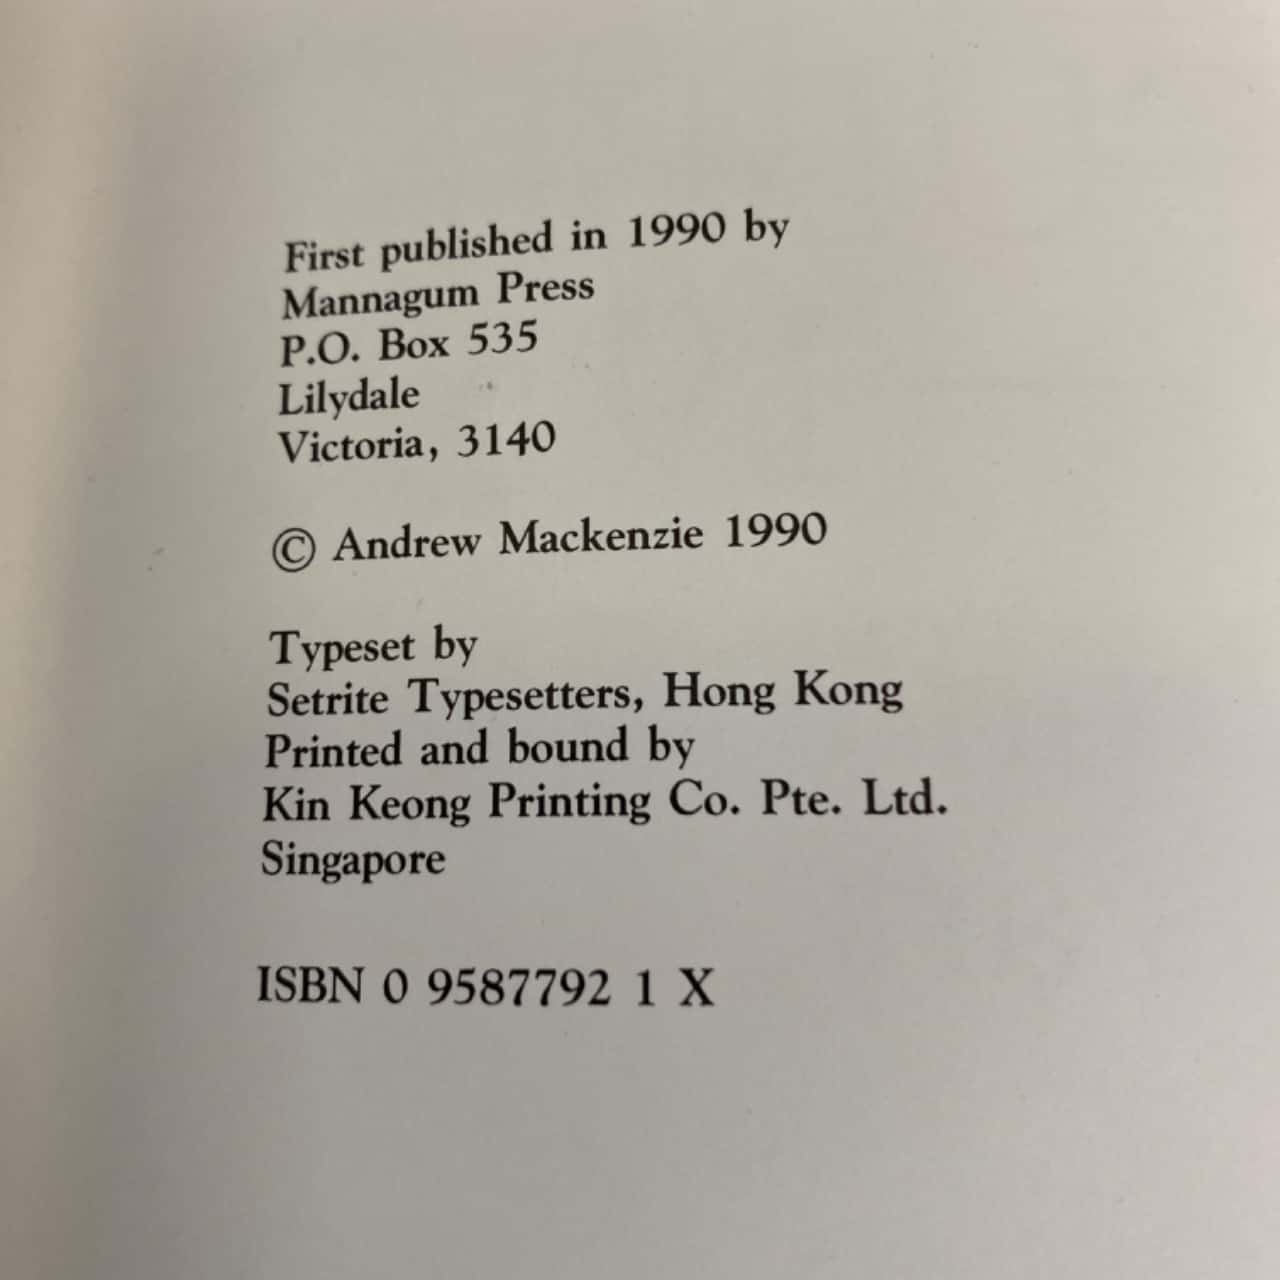 First published in 1990 by
Mannagum Press
P.O. Box 535
Lilydale
Victoria, 3140
© Andrew Mackenzie 1990
Typeset by
Setrite Typesetters, Hong Kong
Printed and bound by
Kin Keong Printing Co. Pte. Ltd.
Singapore
ISBN 0 9587792 1 X